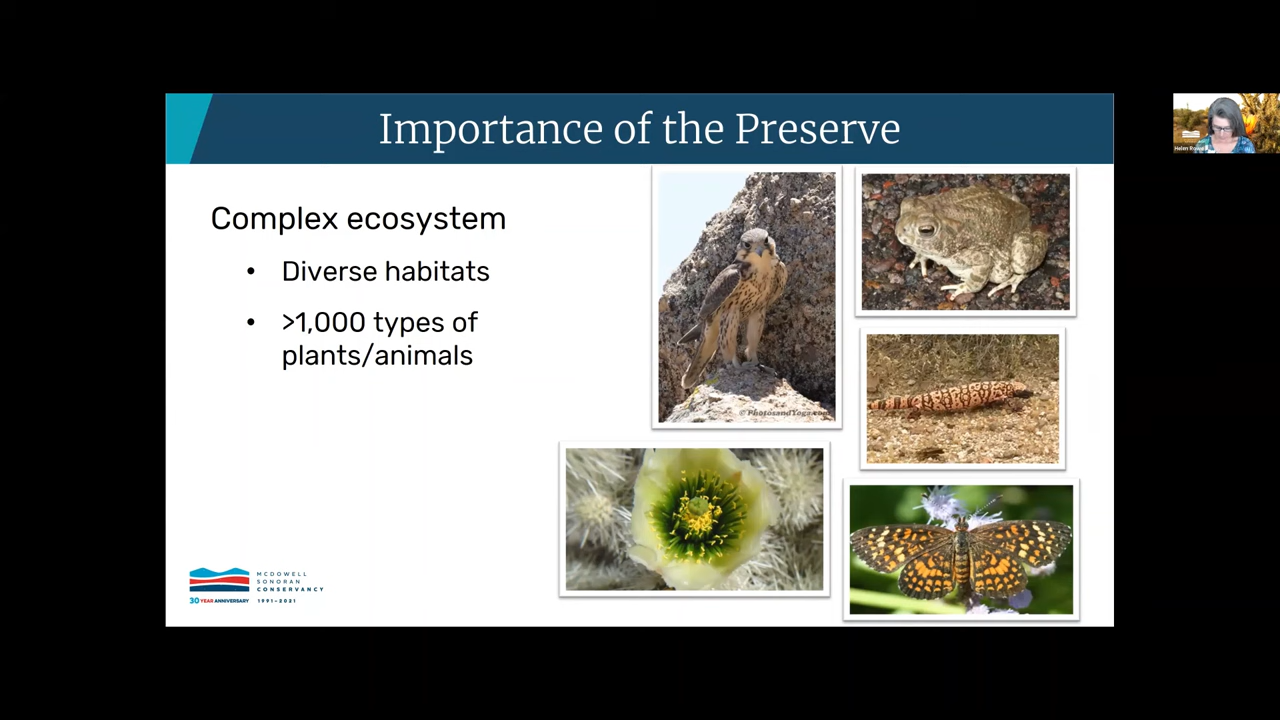 Importance of the Preserve
Complex ecosystem
• Diverse habitats
• >1,000 types of
plants/animals
© PhotosandYoga.com
MCDOWELL
SONORAN
CONSERVANCY
30 YEAR ANNIVERSARY 1991-2021
Helen